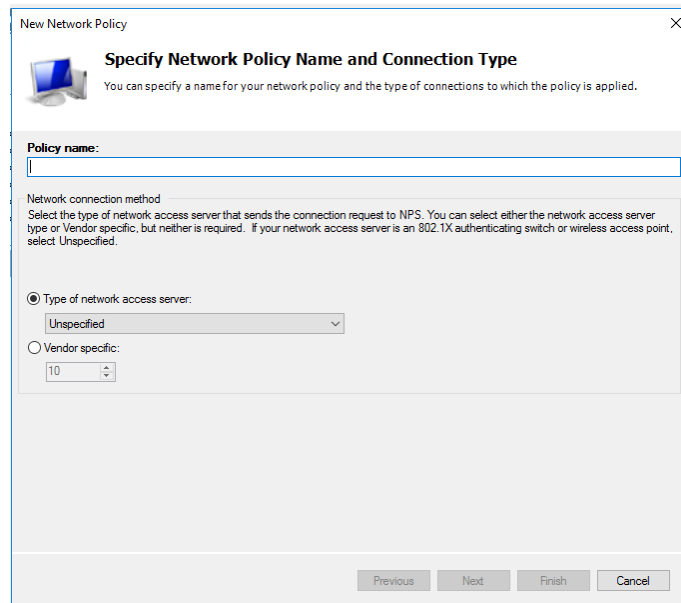 New Network Policy
Specify Network Policy Name and Connection Type
You can specify a name for your network policy and the type of connections to which the policy is applied.
Policy name:
Network connection method
Select the type of network access server that sends the connection request to NPS. You can select either the network access server
type or Vendor specific, but neither is required. If your network access server is an 802.1X authenticating switch or wireless access point,
select Unspecified.
Type of network access server:
Unspecified
Vendor specific:
10
Previous Next Finish Cancel